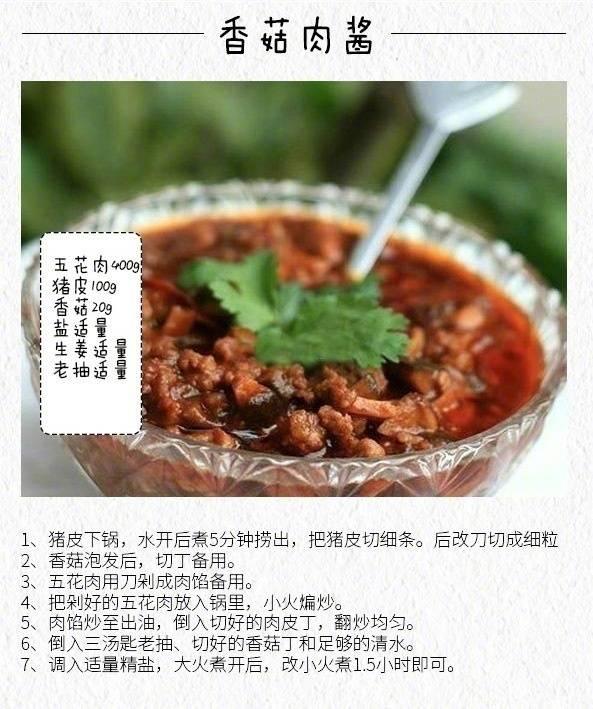 香菇肉酱
五花肉400g
猪皮100g
香菇20g
盐适量
生姜适量
老抽适量
1、猪皮下锅，水开后煮5分钟捞出，把猪皮切细条。后改刀切成细粒
2、香菇泡发后，切丁备用。
3、五花肉用刀剁成肉馅备用。
4、把剁好的五花肉放入锅里，小火煸炒。
5、肉馅炒至出油，倒入切好的肉皮丁，翻炒均匀。
6、倒入三汤匙老抽、切好的香菇丁和足够的清水。
7、调入适量精盐，大火煮开后，改小火煮1.5小时即可。